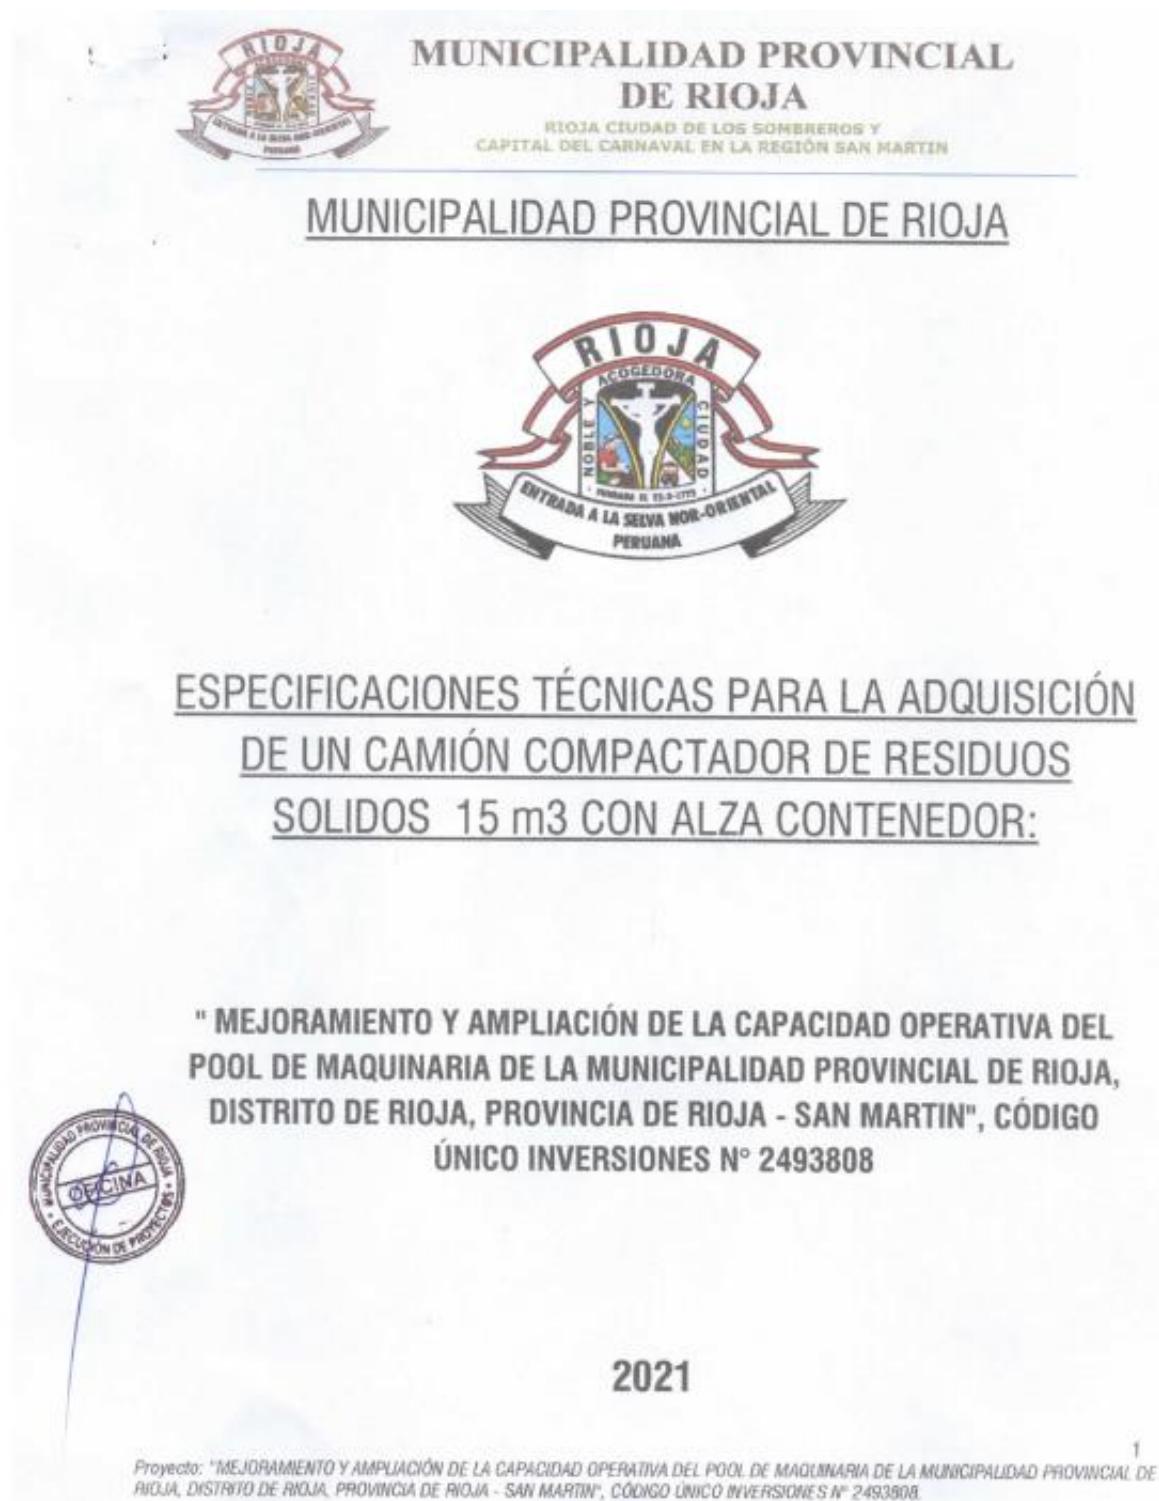 RIOJA
MUNICIPALIDAD PROVINCIAL
DE RIOJA
RIOJA CIUDAD DE LOS SOMBREROS Y
CAPITAL DEL CARNAVAL EN LA REGIÓN SAN MARTIN
MUNICIPALIDAD PROVINCIAL DE RIOJA
RIOJA
ACOGEDORA
NOBLE Y
CIUDAD
ENTRADA A LA SELVA NOR-ORIENTAL
PERUANA
ESPECIFICACIONES TÉCNICAS PARA LA ADQUISICIÓN
DE UN CAMIÓN COMPACTADOR DE RESIDUOS
SOLIDOS 15 m3 CON ALZA CONTENEDOR:
" MEJORAMIENTO Y AMPLIACIÓN DE LA CAPACIDAD OPERATIVA DEL
POOL DE MAQUINARIA DE LA MUNICIPALIDAD PROVINCIAL DE RIOJA,
DISTRITO DE RIOJA, PROVINCIA DE RIOJA - SAN MARTIN", CÓDIGO
ÚNICO INVERSIONES N° 2493808
MUNICIPALIDAD PROVINCIAL DE RIOJA
OFICINA
EJECUCIÓN DE PROYECTOS
2021
1
Proyecto: "MEJORAMIENTO Y AMPLIACIÓN DE LA CAPACIDAD OPERATIVA DEL POOL DE MAQUINARIA DE LA MUNICIPALIDAD PROVINCIAL DE
RIOJA, DISTRITO DE RIOJA, PROVINCIA DE RIOJA - SAN MARTIN", CÓDIGO ÚNICO INVERSIONES N° 2493808.